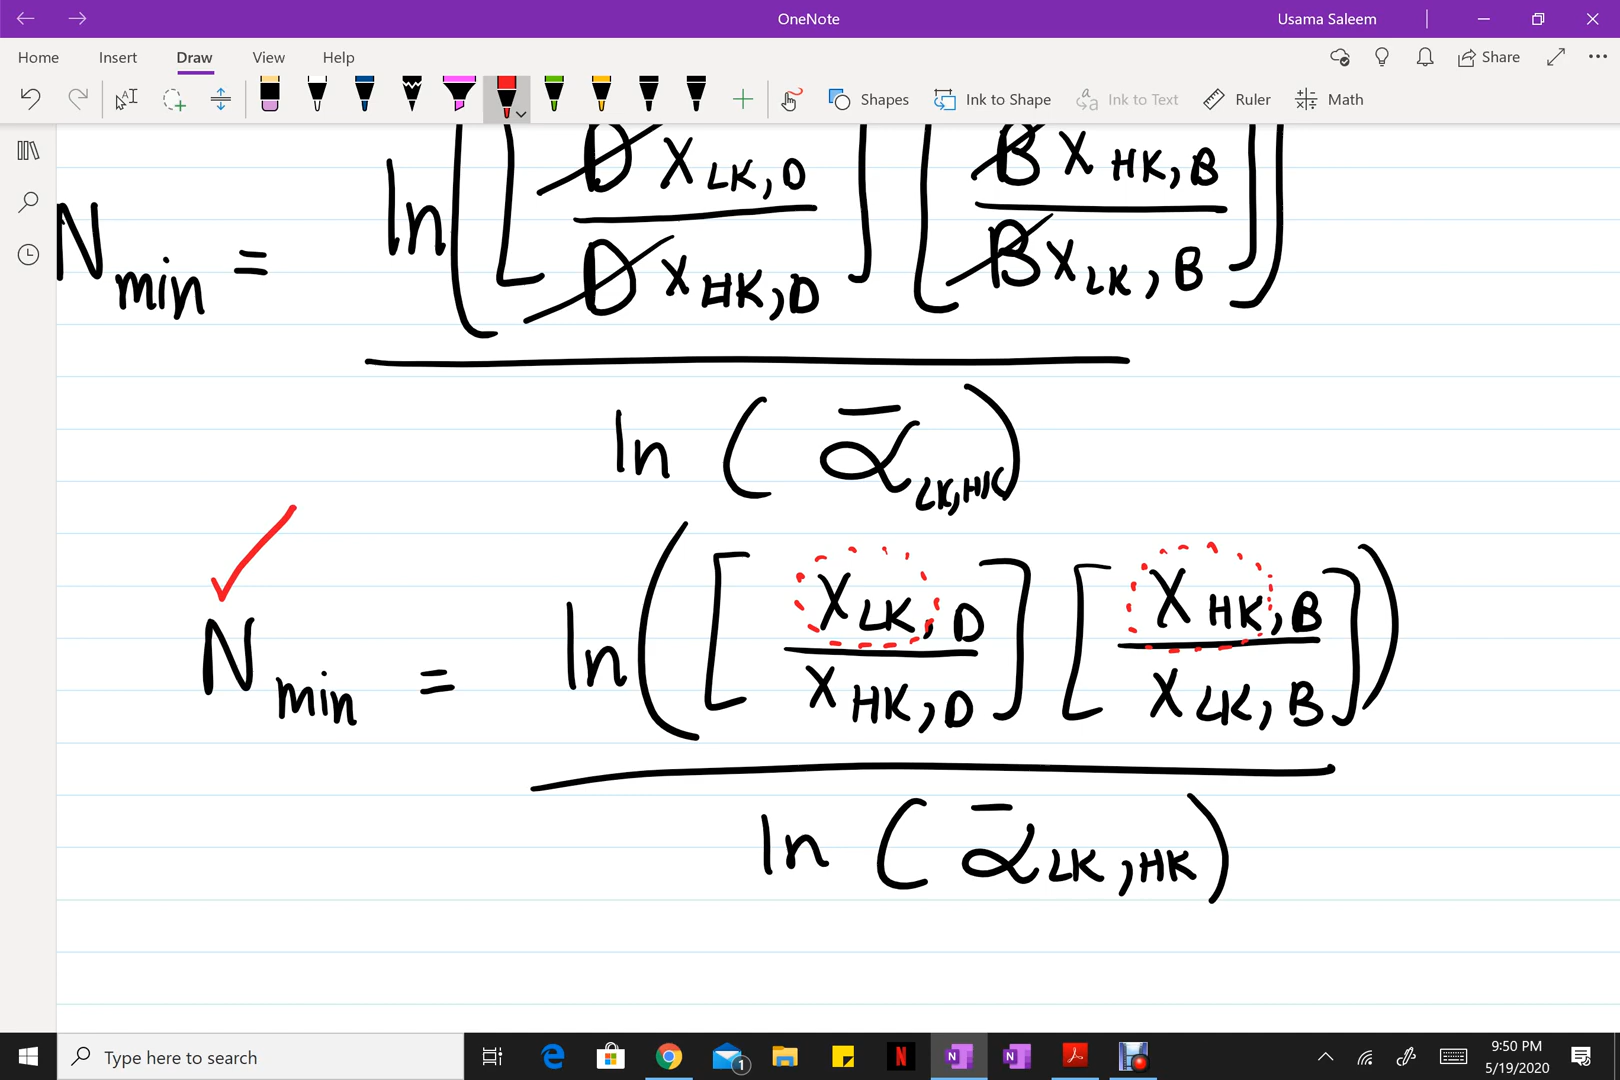 OneNote
Usama Saleem
Home Insert Draw View Help
Share
Shapes Ink to Shape Ink to Text Ruler Math
N min = ln([D X LK, D / D X HK, D] [B X HK, B / B X LK, B])
ln (ᾱ LK, HK)
N min = ln([X LK, D / X HK, D] [X HK, B / X LK, B])
ln (ᾱ LK, HK)
Type here to search
1
9:50 PM
5/19/2020